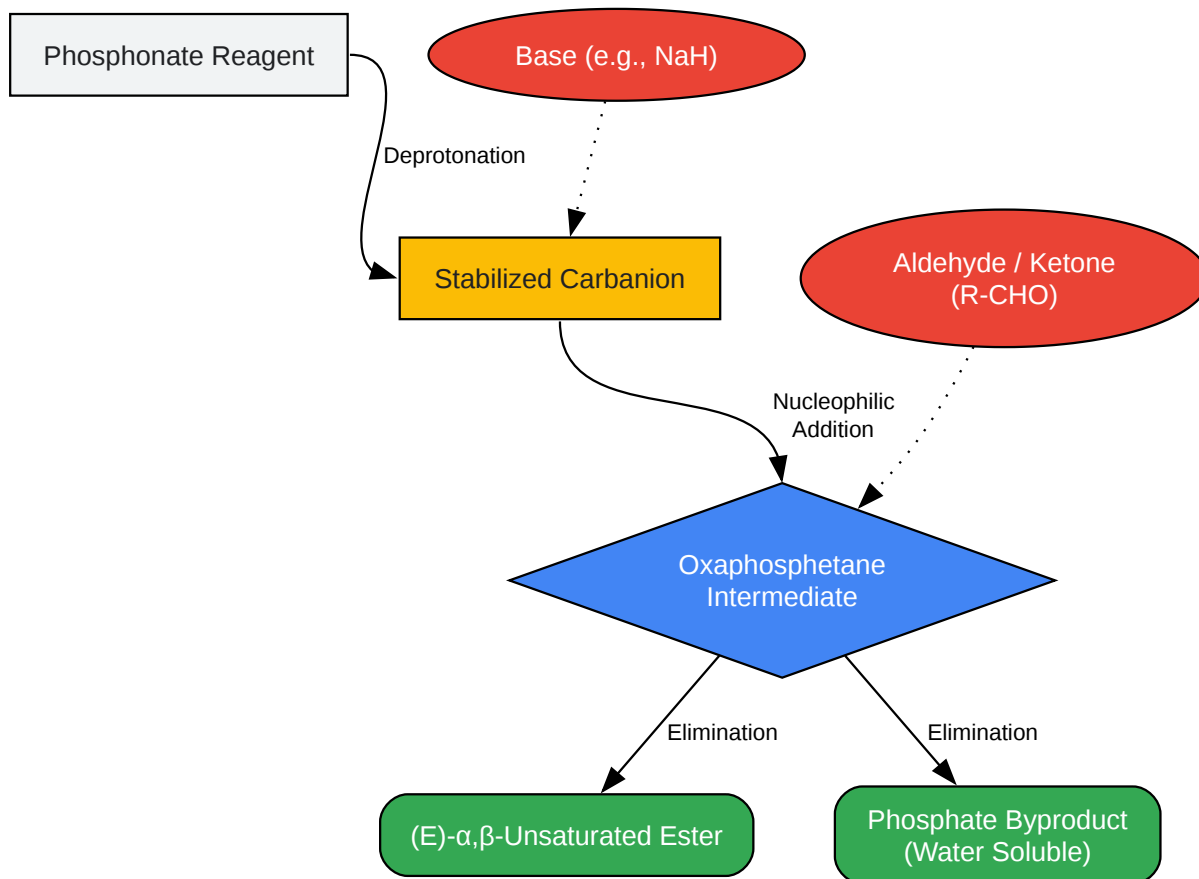 Phosphonate Reagent
Base (e.g., NaH)
Deprotonation
Stabilized Carbanion
Aldehyde / Ketone
(R-CHO)
Nucleophilic
Addition
Oxaphosphetane
Intermediate
Elimination
Elimination
(E)-α,β-Unsaturated Ester
Phosphate Byproduct
(Water Soluble)